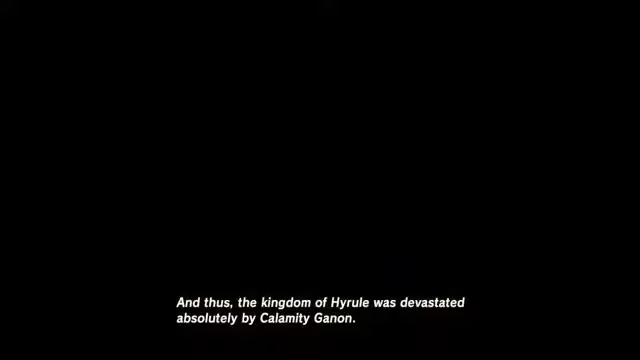 And thus, the kingdom of Hyrule was devastated
absolutely by Calamity Ganon.